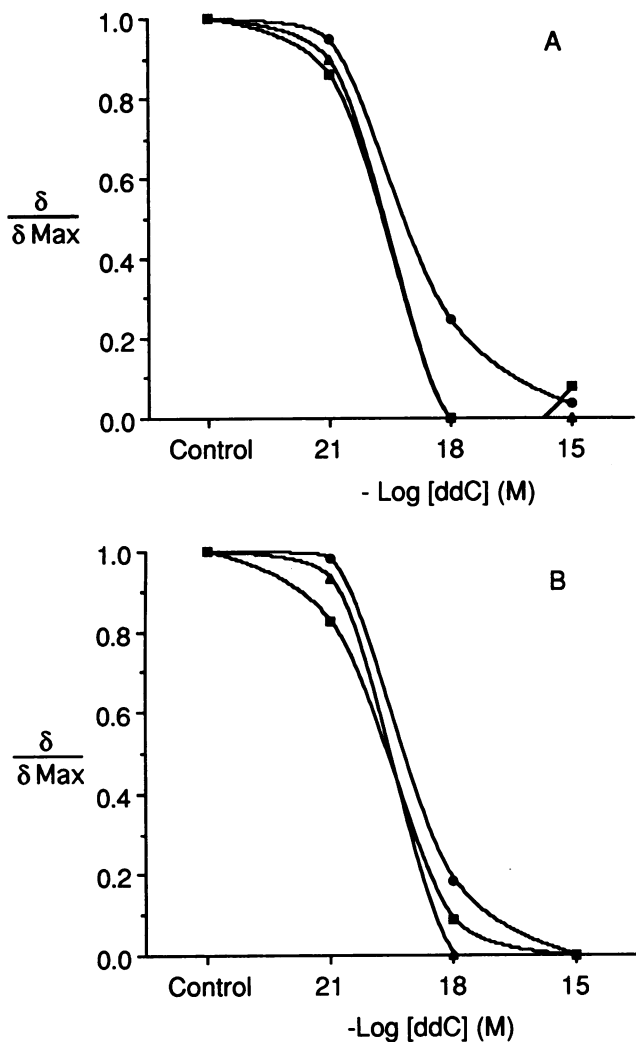 A
1.0
0.8
0.6
0.4
0.2
0.0
δ
δ Max
Control 21 18 15
- Log [ddC] (M)
B
1.0
0.8
0.6
0.4
0.2
0.0
δ
δ Max
Control 21 18 15
-Log [ddC] (M)